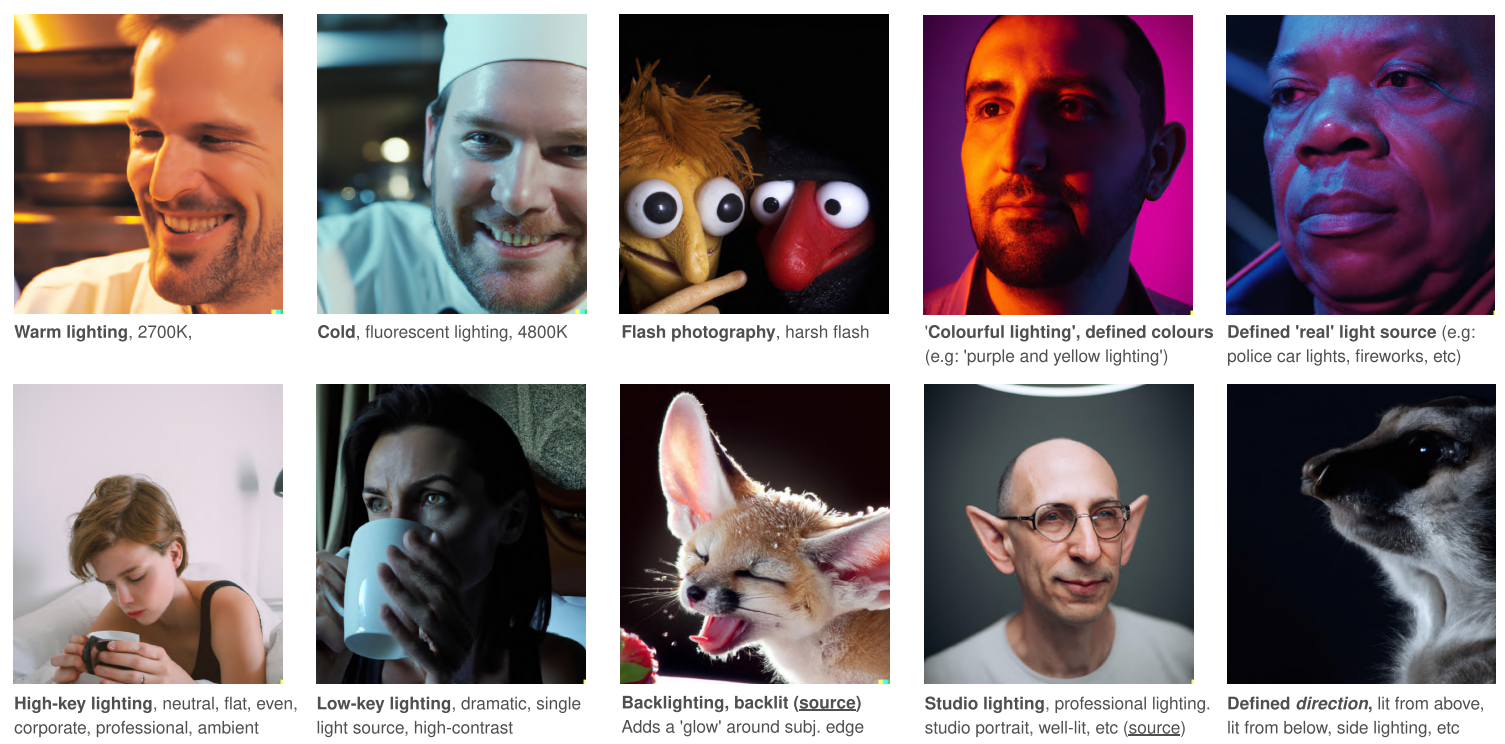 Warm lighting, 2700K,
Cold, fluorescent lighting, 4800K
Flash photography, harsh flash
'Colourful lighting', defined colours
(e.g: 'purple and yellow lighting')
Defined 'real' light source (e.g:
police car lights, fireworks, etc)
High-key lighting, neutral, flat, even,
corporate, professional, ambient
Low-key lighting, dramatic, single
light source, high-contrast
Backlighting, backlit (source)
Adds a 'glow' around subj. edge
Studio lighting, professional lighting.
studio portrait, well-lit, etc (source)
Defined direction, lit from above,
lit from below, side lighting, etc